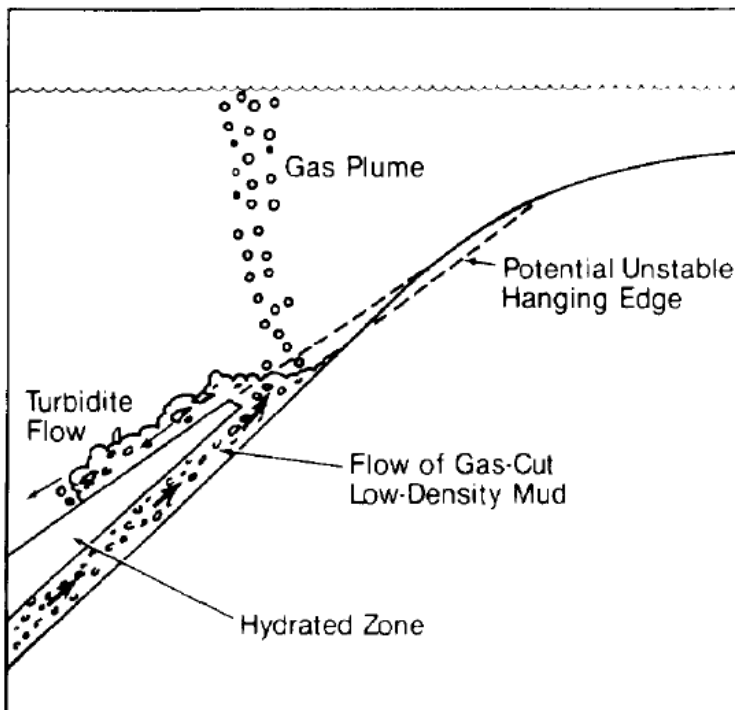 Gas Plume
Potential Unstable
Hanging Edge
Turbidite
Flow
Flow of Gas-Cut
Low-Density Mud
Hydrated Zone